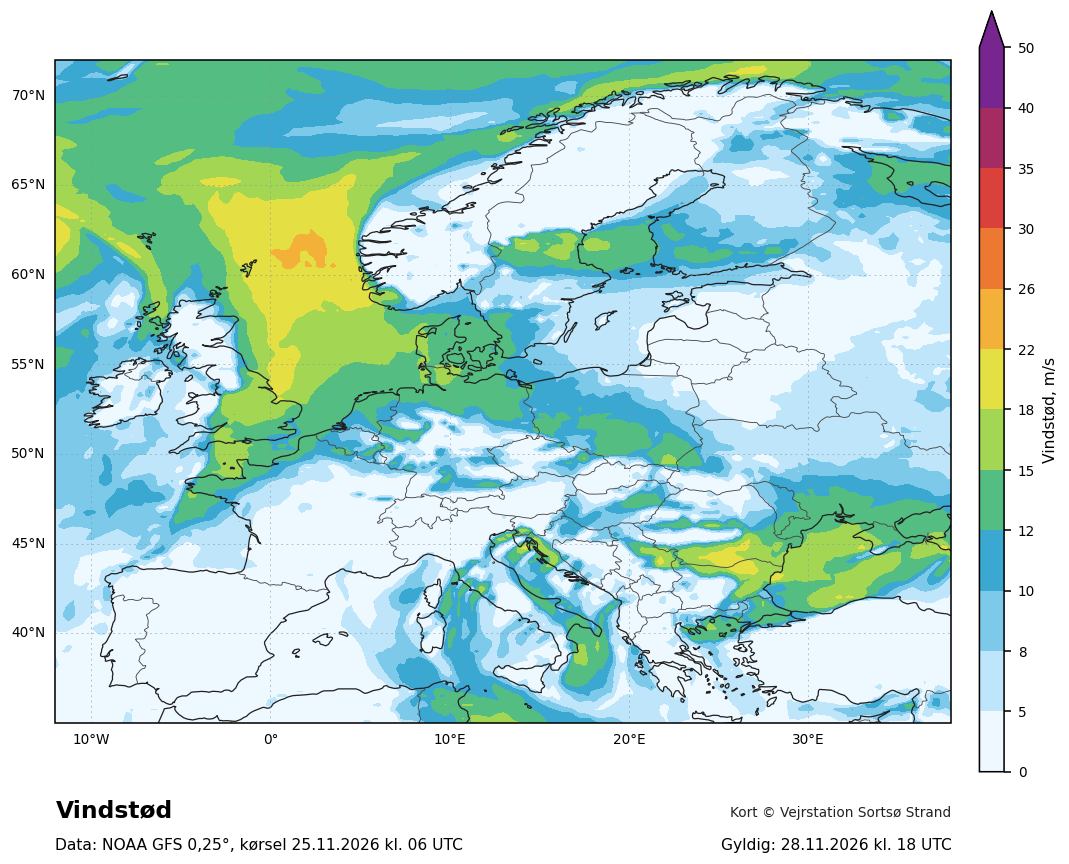 50
40
35
30
26
22
18
15
12
10
8
5
0
Vindstød, m/s
70°N
65°N
60°N
55°N
50°N
45°N
40°N
10°W
0°
10°E
20°E
30°E
Vindstød
Kort © Vejrstation Sortsø Strand
Data: NOAA GFS 0,25°, kørsel 25.11.2026 kl. 06 UTC
Gyldig: 28.11.2026 kl. 18 UTC